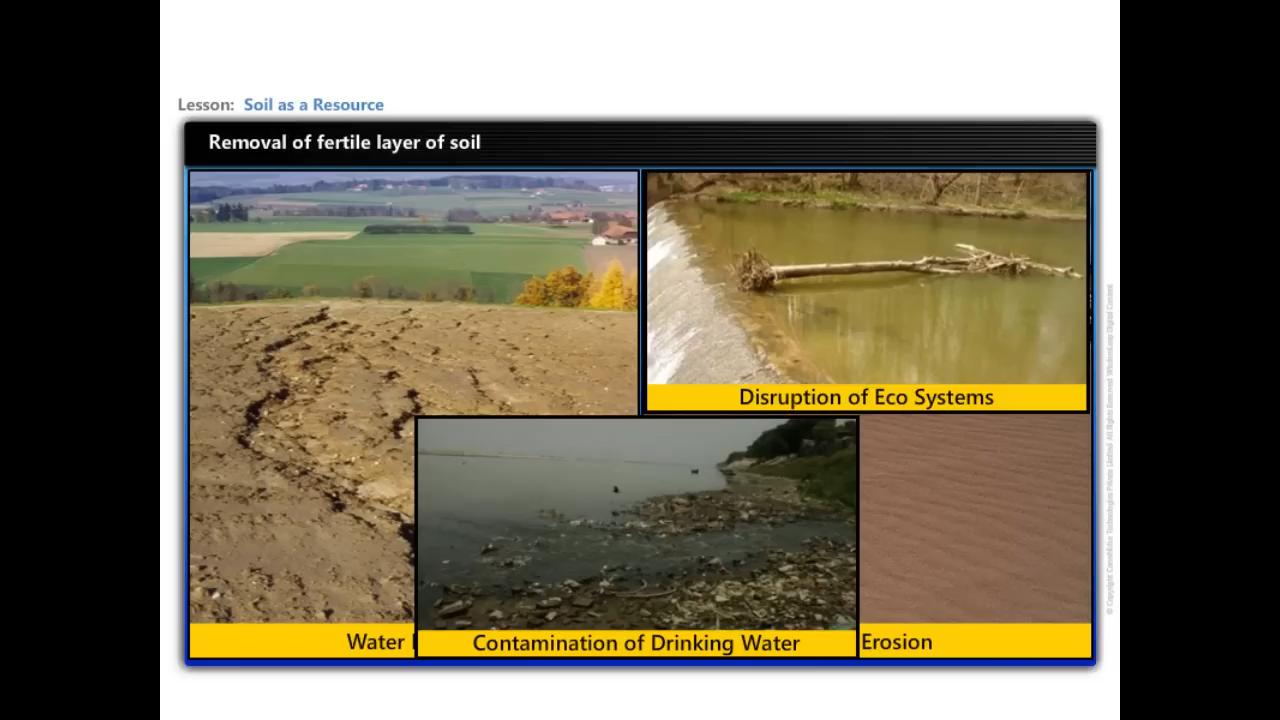 Lesson: Soil as a Resource
Removal of fertile layer of soil
Disruption of Eco Systems
Water
Contamination of Drinking Water
Erosion